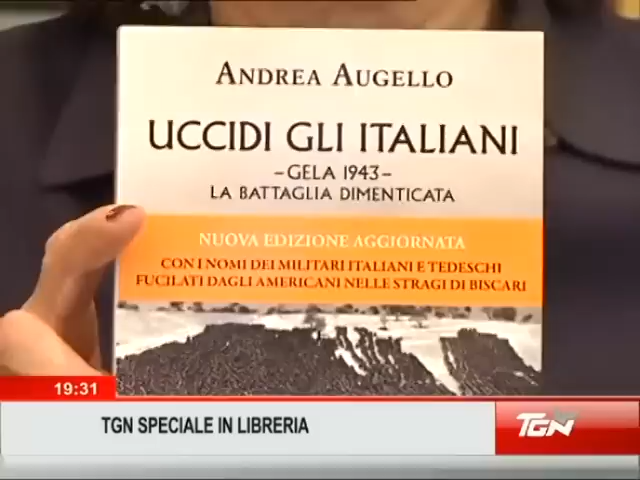 ANDREA AUGELLO
UCCIDI GLI ITALIANI
–GELA 1943–
LA BATTAGLIA DIMENTICATA
NUOVA EDIZIONE AGGIORNATA
CON I NOMI DEI MILITARI ITALIANI E TEDESCHI
FUCILATI DAGLI AMERICANI NELLE STRAGI DI BISCARI
19:31
TGN SPECIALE IN LIBRERIA
TGN